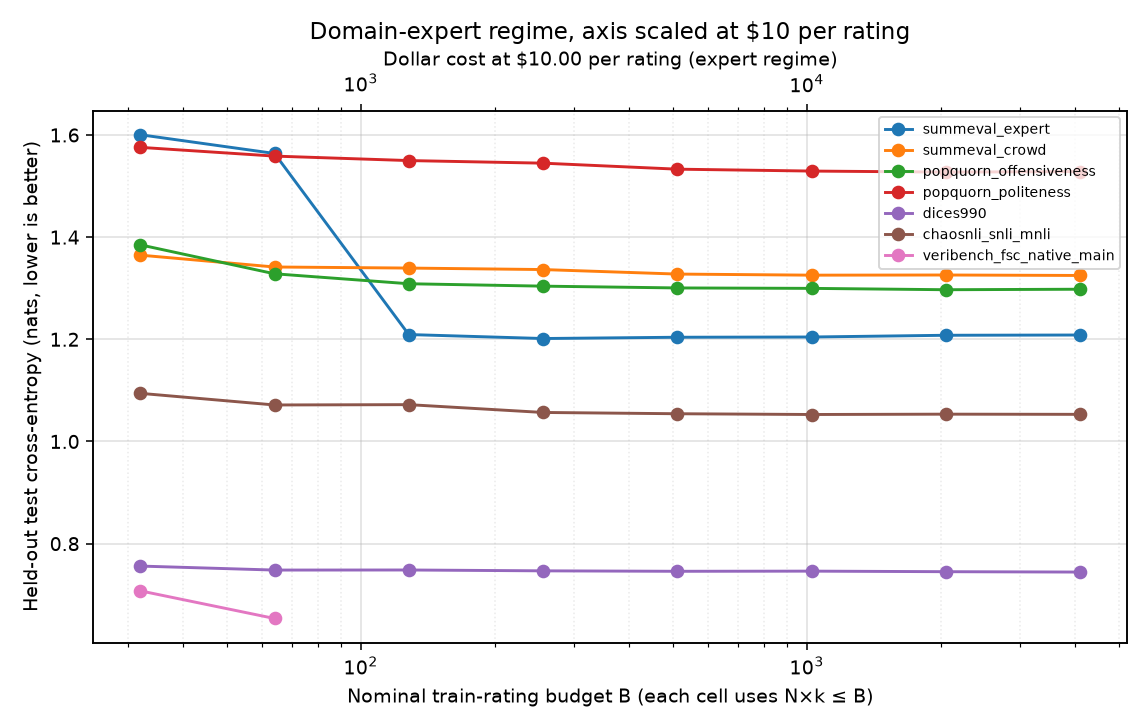 Domain-expert regime, axis scaled at $10 per rating
Dollar cost at $10.00 per rating (expert regime)
10³ 10⁴
Held-out test cross-entropy (nats, lower is better)
1.6
1.4
1.2
1.0
0.8
summeval_expert
summeval_crowd
popquorn_offensiveness
popquorn_politeness
dices990
chaosnli_snli_mnli
veribench_fsc_native_main
10² 10³
Nominal train-rating budget B (each cell uses N×k ≤ B)